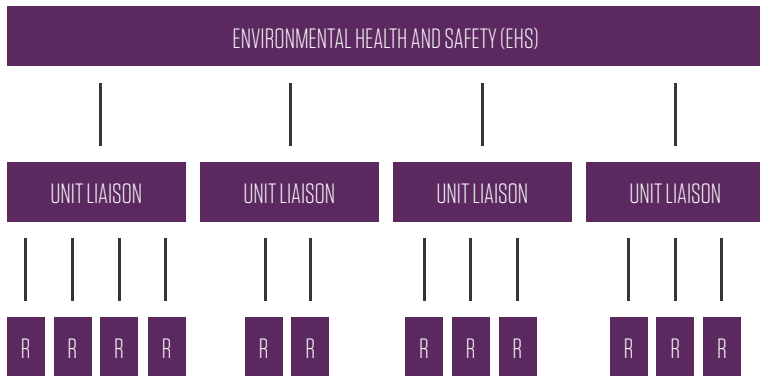 ENVIRONMENTAL HEALTH AND SAFETY (EHS)
UNIT LIAISON UNIT LIAISON UNIT LIAISON UNIT LIAISON
R R R R R R R R R R R R